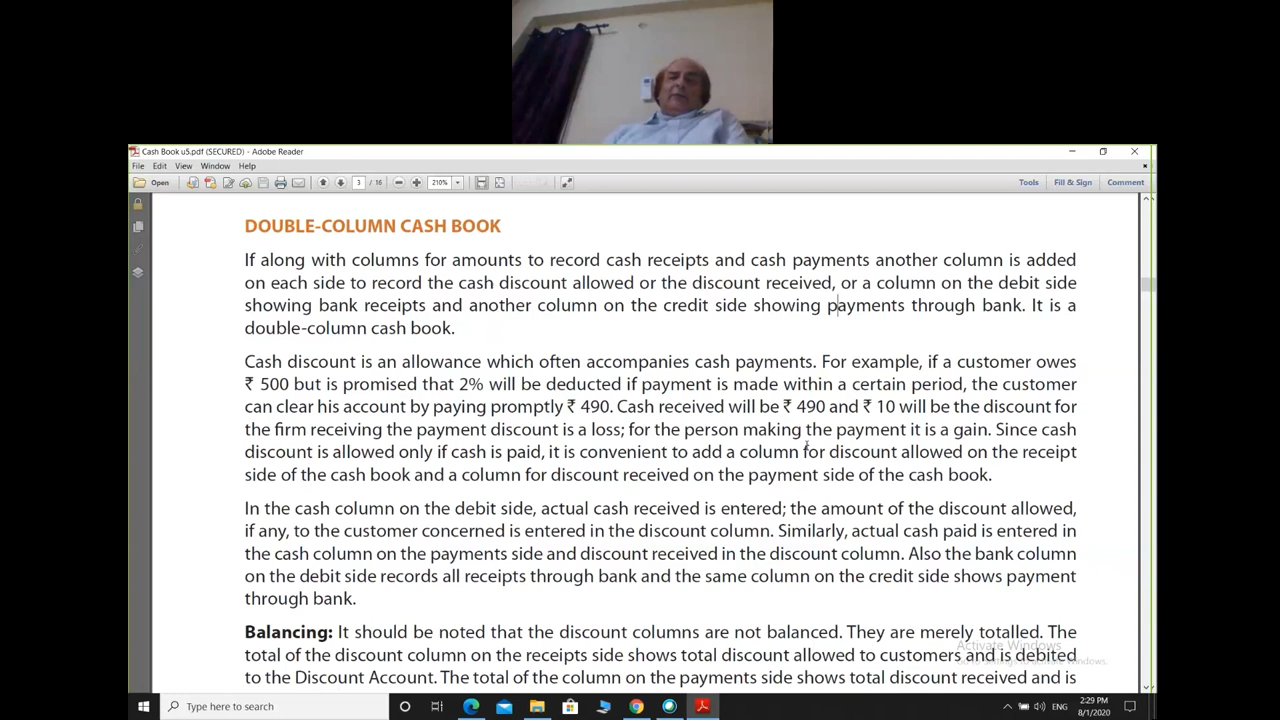 Cash Book u5.pdf (SECURED) - Adobe Reader
File Edit View Window Help
Open 3 / 16 210% Tools Fill & Sign Comment
DOUBLE-COLUMN CASH BOOK
If along with columns for amounts to record cash receipts and cash payments another column is added
on each side to record the cash discount allowed or the discount received, or a column on the debit side
showing bank receipts and another column on the credit side showing payments through bank. It is a
double-column cash book.
Cash discount is an allowance which often accompanies cash payments. For example, if a customer owes
₹ 500 but is promised that 2% will be deducted if payment is made within a certain period, the customer
can clear his account by paying promptly ₹ 490. Cash received will be ₹ 490 and ₹ 10 will be the discount for
the firm receiving the payment discount is a loss; for the person making the payment it is a gain. Since cash
discount is allowed only if cash is paid, it is convenient to add a column for discount allowed on the receipt
side of the cash book and a column for discount received on the payment side of the cash book.
In the cash column on the debit side, actual cash received is entered; the amount of the discount allowed,
if any, to the customer concerned is entered in the discount column. Similarly, actual cash paid is entered in
the cash column on the payments side and discount received in the discount column. Also the bank column
on the debit side records all receipts through bank and the same column on the credit side shows payment
through bank.
Balancing: It should be noted that the discount columns are not balanced. They are merely totalled. The
total of the discount column on the receipts side shows total discount allowed to customers and is debited
to the Discount Account. The total of the column on the payments side shows total discount received and is
Activate Windows
Go to Settings to activate Windows.
Type here to search
ENG
2:29 PM
8/1/2020